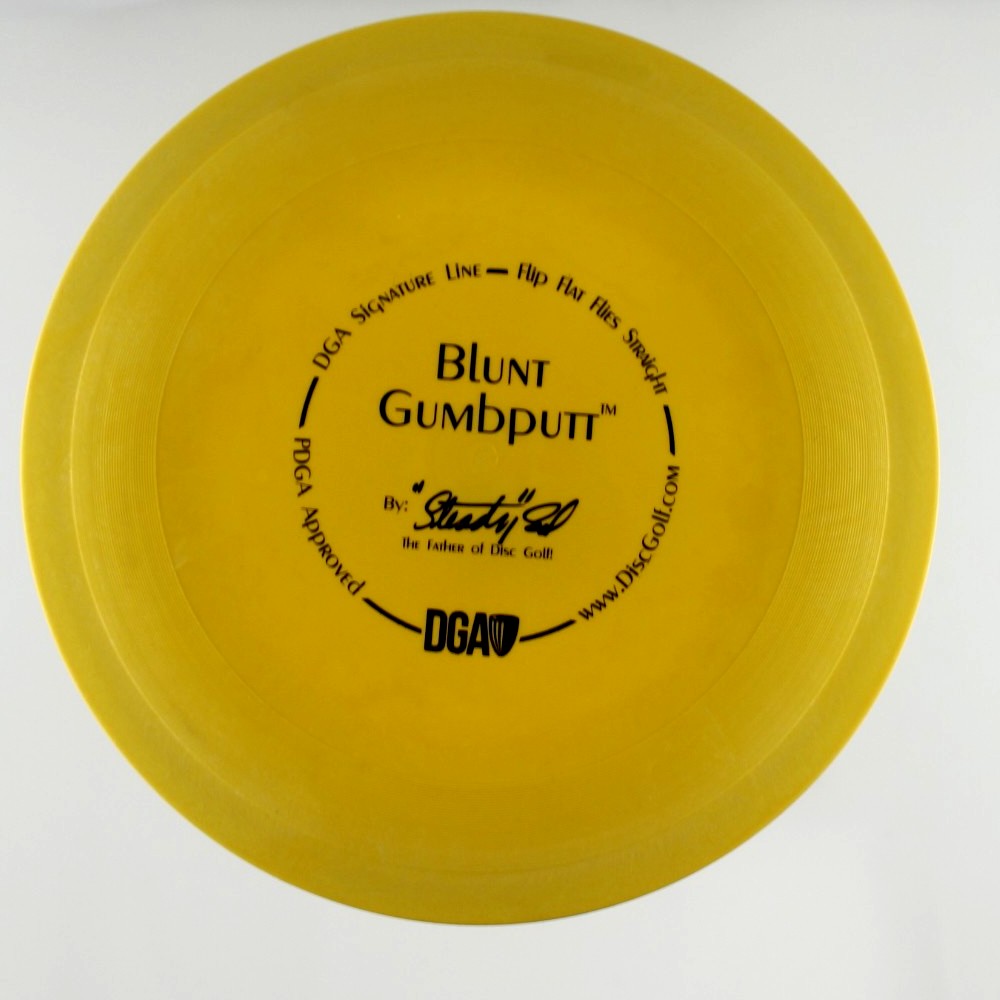 DGA Signature Line — Flip Flat Flies Straight
Blunt
Gumbputt™
By: "Steady" Ed
The Father of Disc Golf!
PDGA Approved
DGA
www.DiscGolf.com